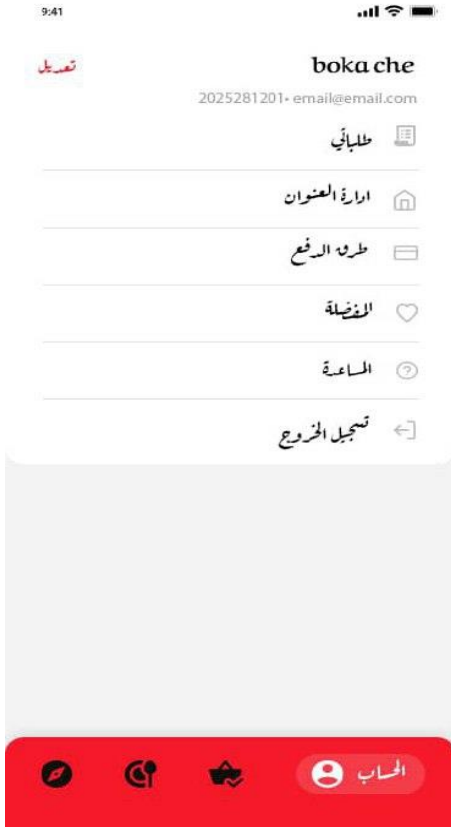 9:41
boka che تعديل
2025281201• email@email.com
طلباتي
ادارة العنوان
طرق الدفع
المفضلة
المساعدة
تسجيل الخروج
الحساب